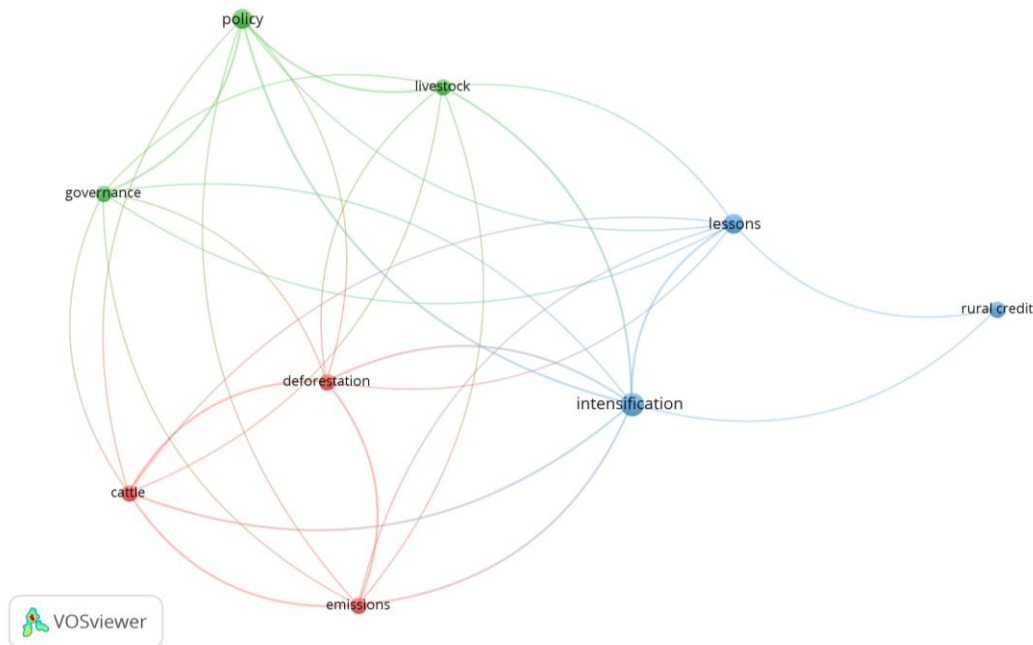 policy
livestock
governance
lessons
rural credit
deforestation
intensification
cattle
emissions
VOSviewer